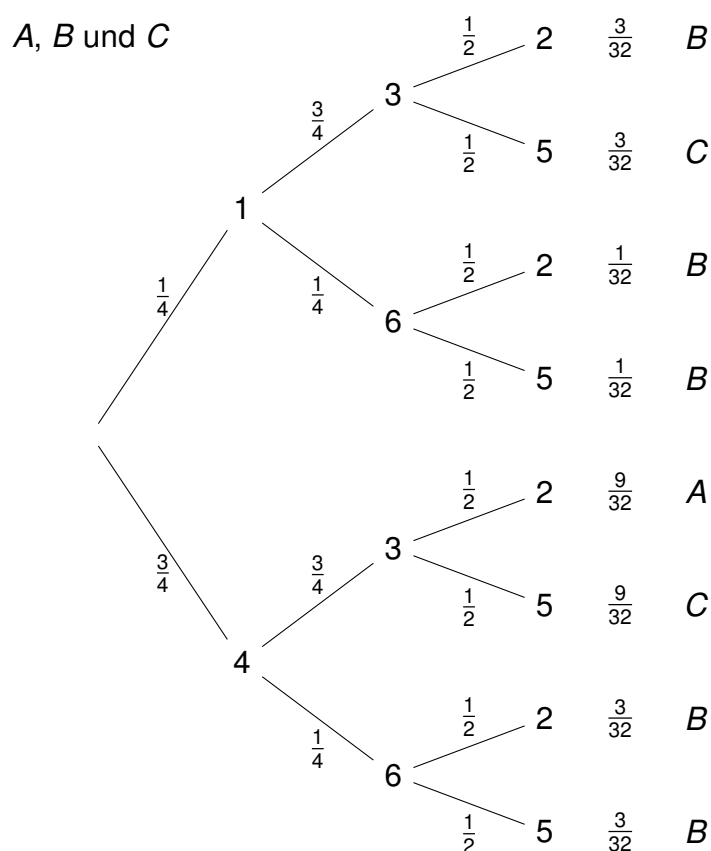 A, B und C
1/2 2 3/32 B
3
3/4
1/2 5 3/32 C
1
1/2 2 1/32 B
1/4 1/4
6
1/2 5 1/32 B
1/2 2 9/32 A
3
3/4 3/4
1/2 5 9/32 C
4
1/2 2 3/32 B
1/4
6
1/2 5 3/32 B